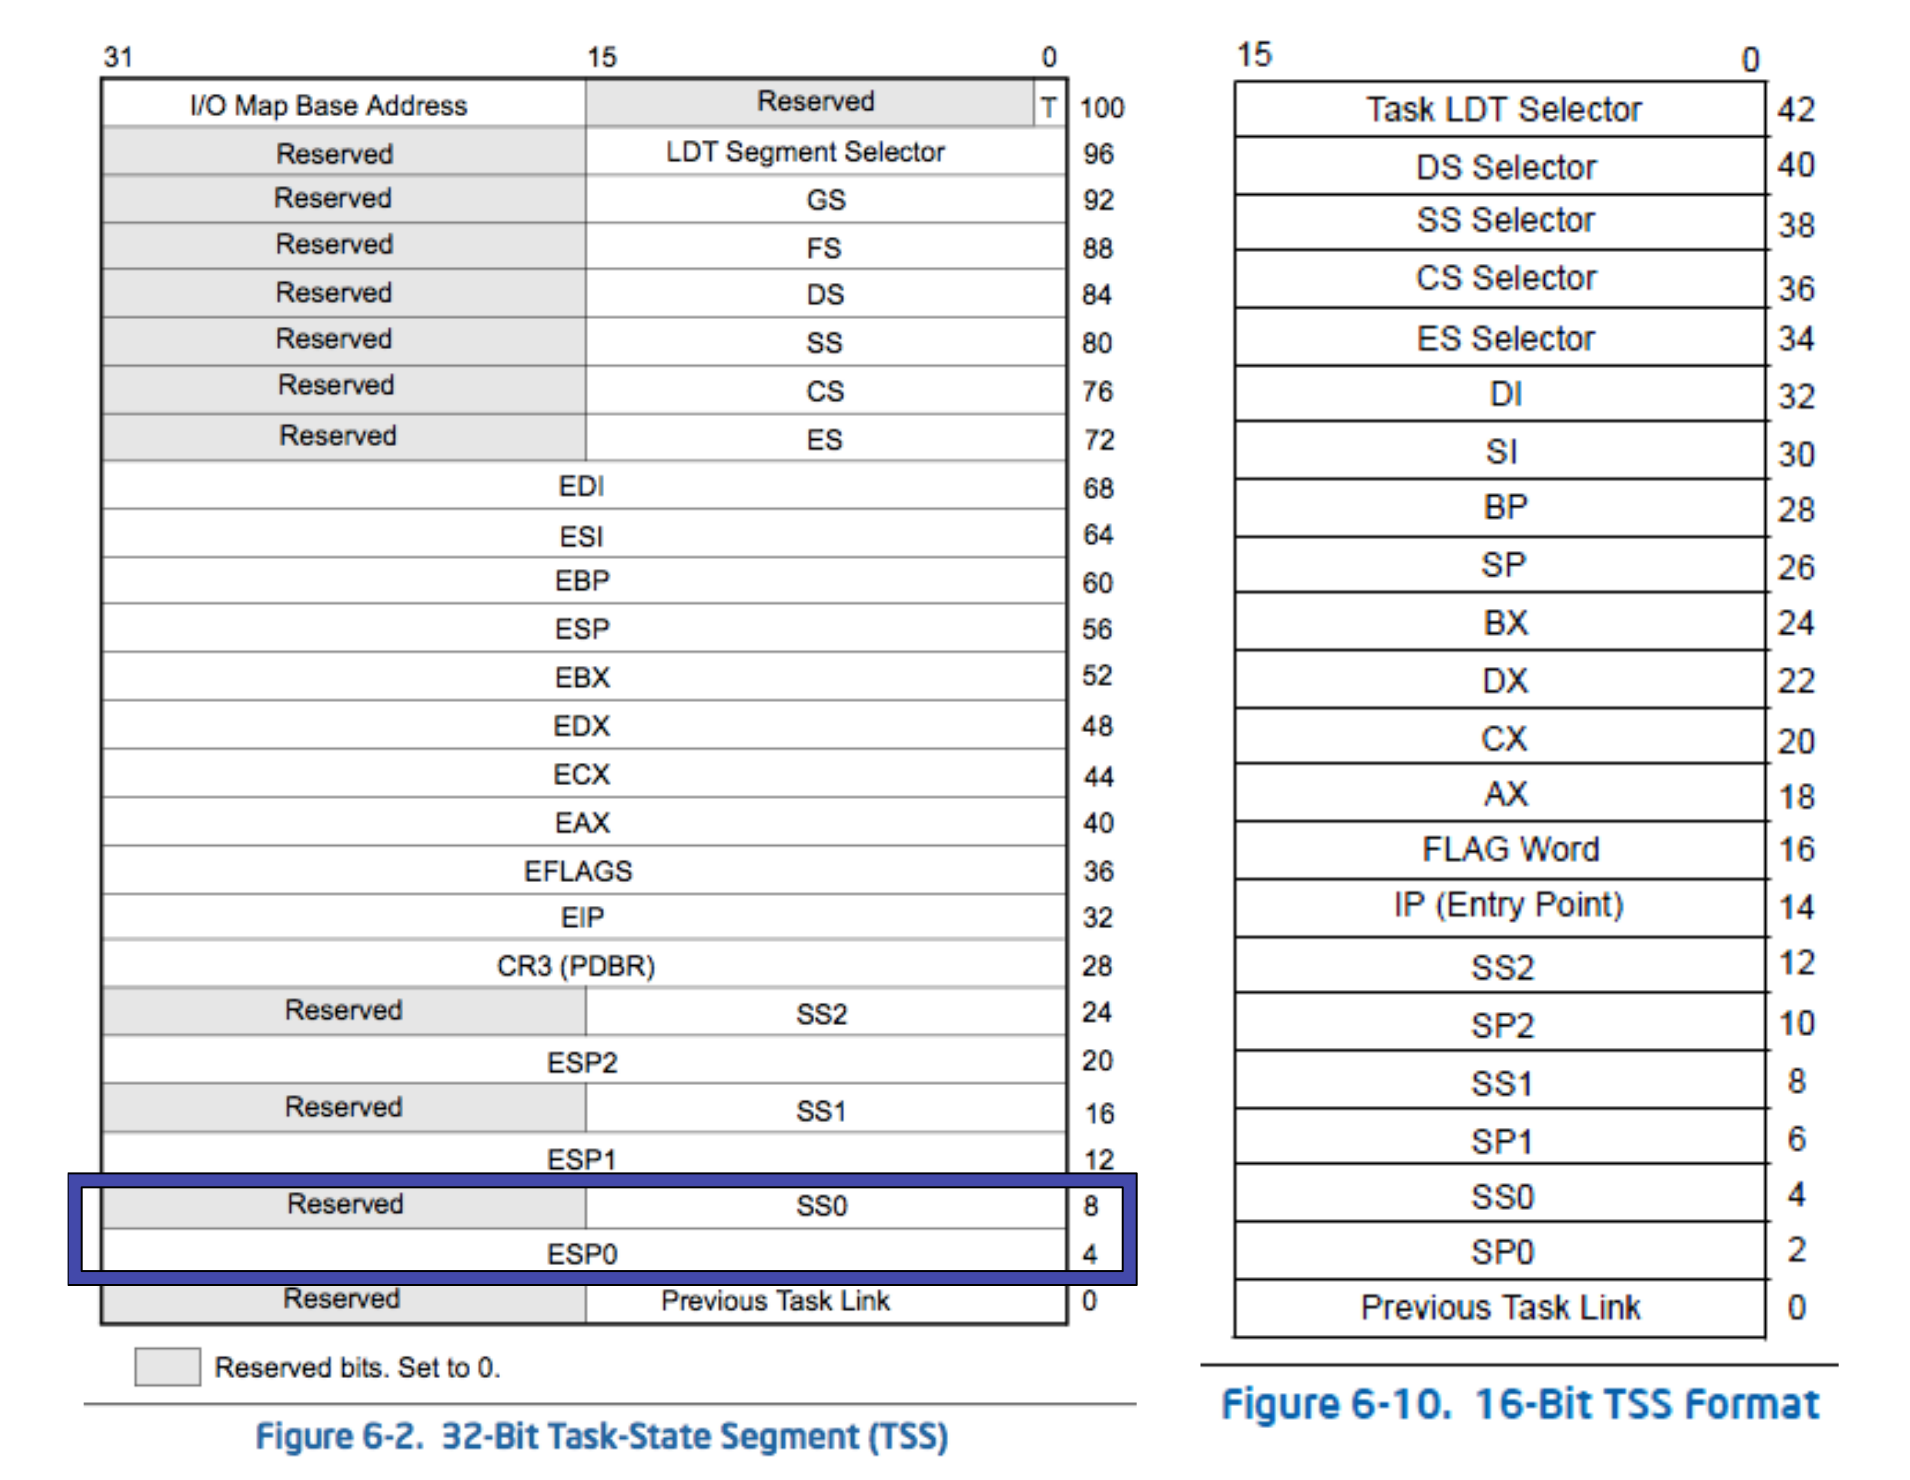 31 15 0
I/O Map Base Address Reserved T 100
Reserved LDT Segment Selector 96
Reserved GS 92
Reserved FS 88
Reserved DS 84
Reserved SS 80
Reserved CS 76
Reserved ES 72
EDI 68
ESI 64
EBP 60
ESP 56
EBX 52
EDX 48
ECX 44
EAX 40
EFLAGS 36
EIP 32
CR3 (PDBR) 28
Reserved SS2 24
ESP2 20
Reserved SS1 16
ESP1 12
Reserved SS0 8
ESP0 4
Reserved Previous Task Link 0
Reserved bits. Set to 0.
Figure 6-2. 32-Bit Task-State Segment (TSS)
15 0
Task LDT Selector 42
DS Selector 40
SS Selector 38
CS Selector 36
ES Selector 34
DI 32
SI 30
BP 28
SP 26
BX 24
DX 22
CX 20
AX 18
FLAG Word 16
IP (Entry Point) 14
SS2 12
SP2 10
SS1 8
SP1 6
SS0 4
SP0 2
Previous Task Link 0
Figure 6-10. 16-Bit TSS Format